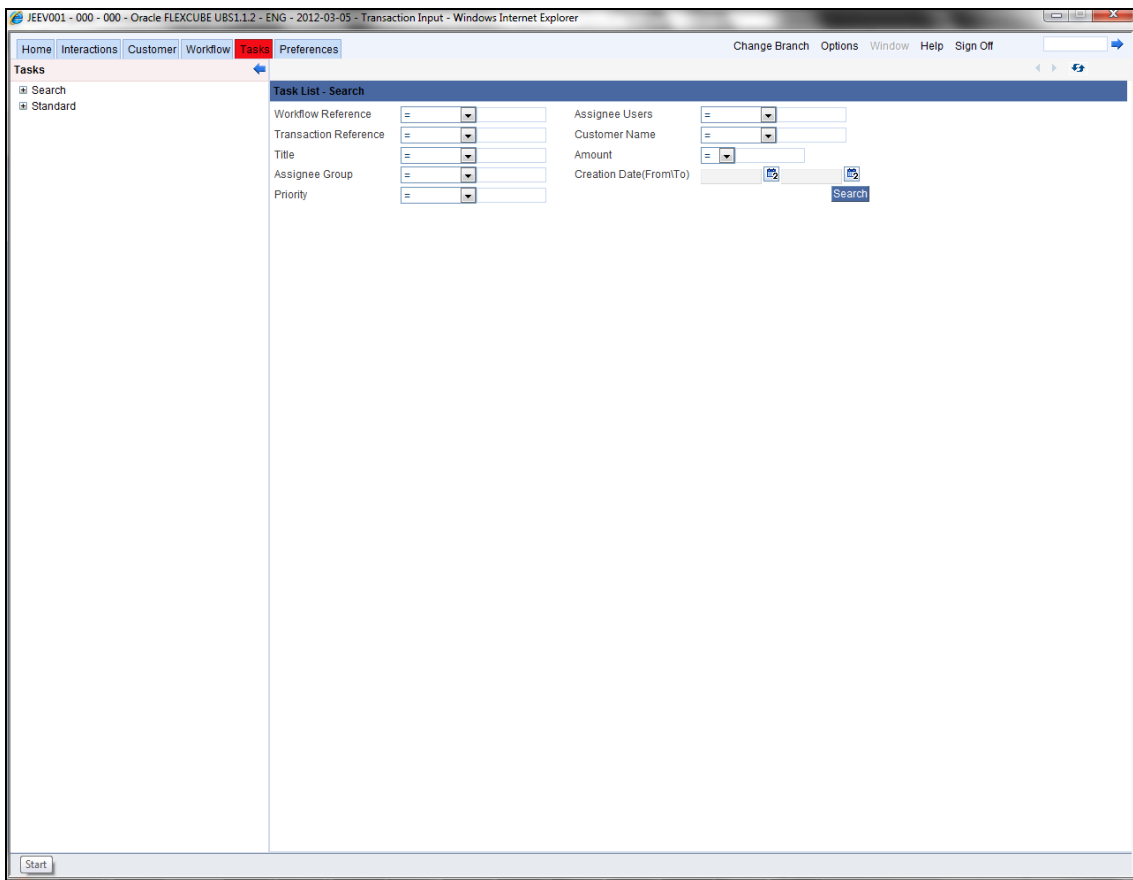 JEEV001 - 000 - 000 - Oracle FLEXCUBE UBS1.1.2 - ENG - 2012-03-05 - Transaction Input - Windows Internet Explorer
Home Interactions Customer Workflow Tasks Preferences Change Branch Options Window Help Sign Off
Tasks
Search
Standard
Task List - Search
Workflow Reference = Assignee Users =
Transaction Reference = Customer Name =
Title = Amount =
Assignee Group = Creation Date(From\To) 2 2
Priority = Search
Start